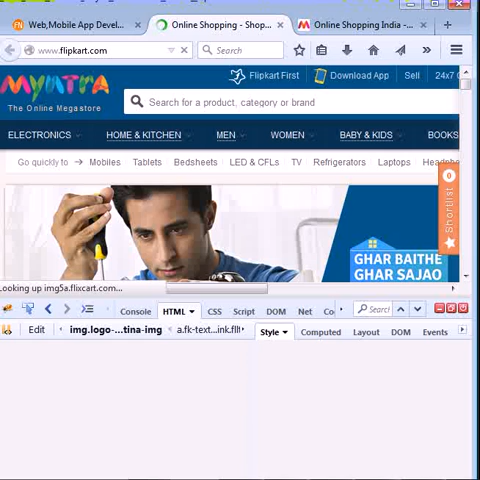 Web,Mobile App Devel...
Online Shopping - Shop...
Online Shopping India -...
www.flipkart.com
Search
Myntra
The Online Megastore
Flipkart First
Download App
Sell
24x7
Search for a product, category or brand
ELECTRONICS
HOME & KITCHEN
MEN
WOMEN
BABY & KIDS
BOOKS
Go quickly to → Mobiles Tablets Bedsheets LED & CFLs TV Refrigerators Laptops Headpho
0
ShortList
GHAR BAITHE
GHAR SAJAO
Looking up img5a.flixcart.com...
Console HTML CSS Script DOM Net Co
Search
Edit img.logo-...tina-img < a.fk-text...ink.fllt
Style Computed Layout DOM Events